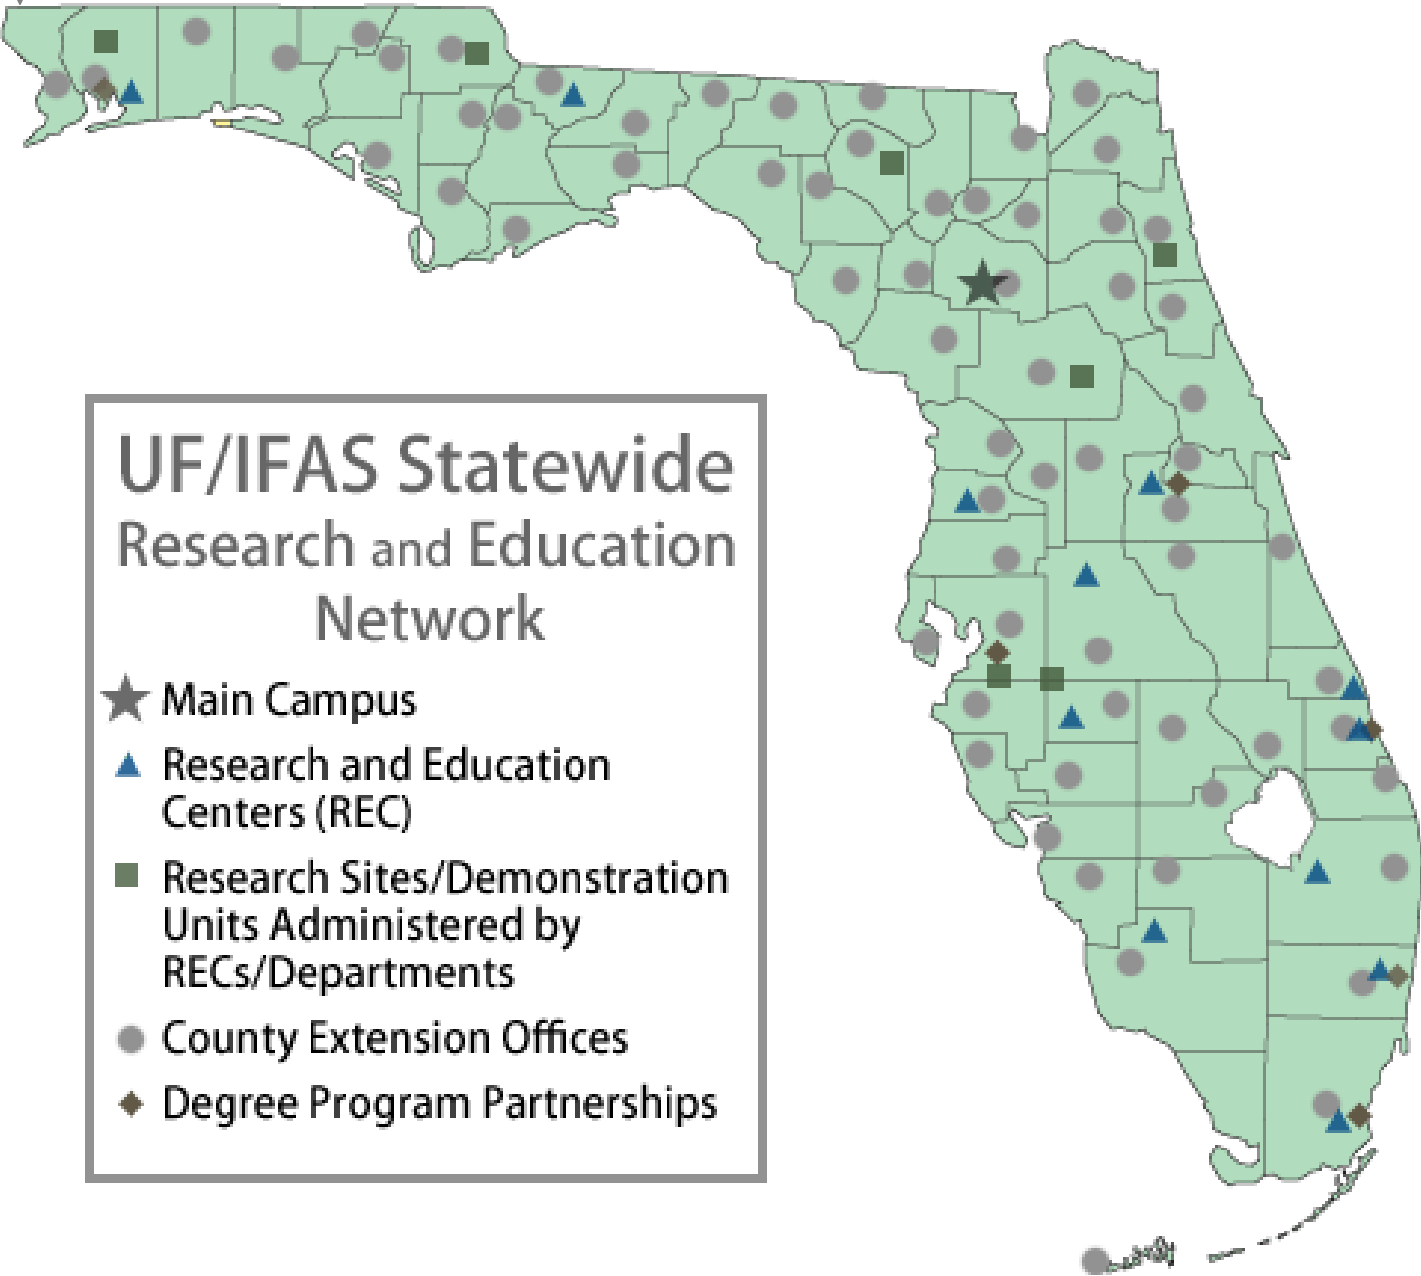 UF/IFAS Statewide
Research and Education
Network
Main Campus
Research and Education
Centers (REC)
Research Sites/Demonstration
Units Administered by
RECs/Departments
County Extension Offices
Degree Program Partnerships